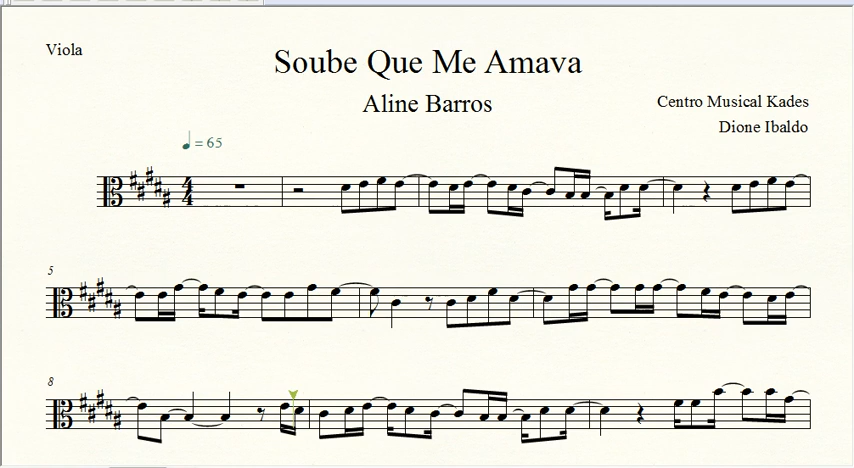 Viola
Soube Que Me Amava
Aline Barros
Centro Musical Kades
Dione Ibaldo
♩ = 65
5
8